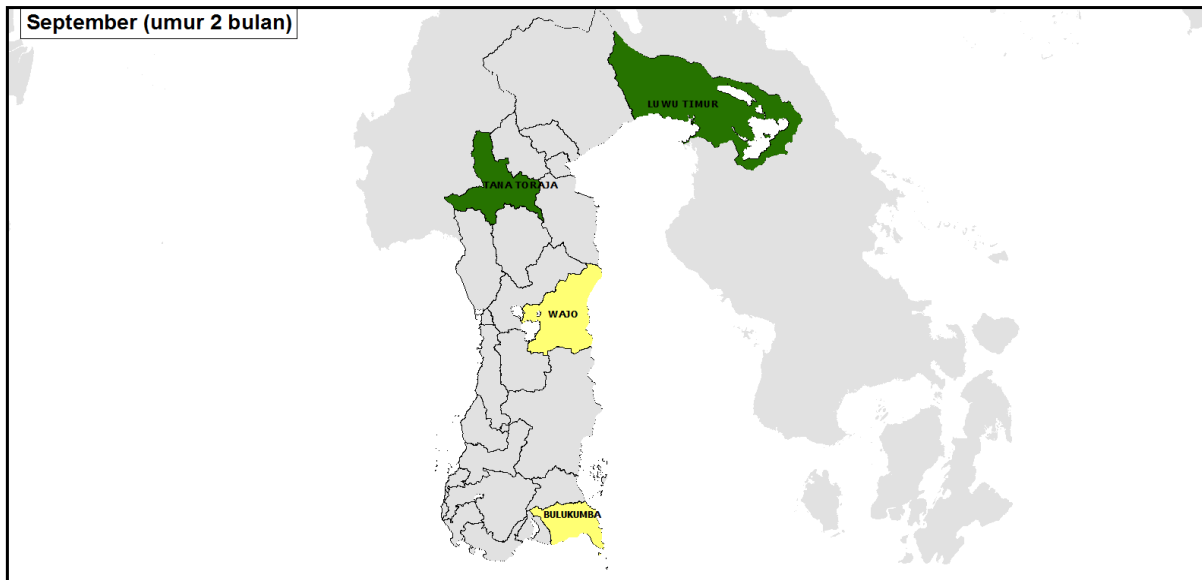 September (umur 2 bulan)
LUWU TIMUR
TANA TORAJA
WAJO
BULUKUMBA